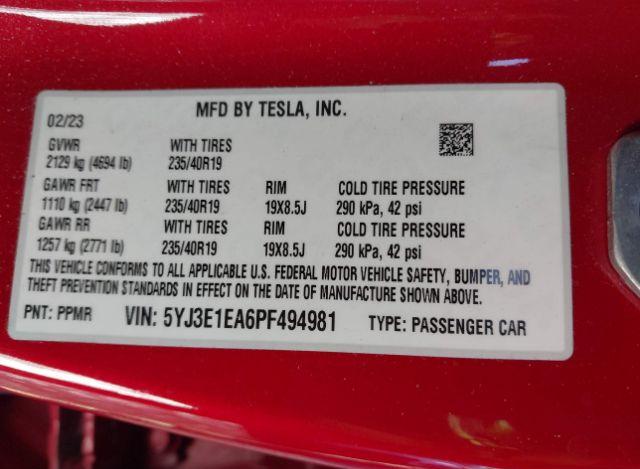 MFD BY TESLA, INC.
02/23
GVWR WITH TIRES
2129 kg (4694 lb) 235/40R19
GAWR FRT WITH TIRES RIM COLD TIRE PRESSURE
1110 kg (2447 lb) 235/40R19 19X8.5J 290 kPa, 42 psi
GAWR RR WITH TIRES RIM COLD TIRE PRESSURE
1257 kg (2771 lb) 235/40R19 19X8.5J 290 kPa, 42 psi
THIS VEHICLE CONFORMS TO ALL APPLICABLE U.S. FEDERAL MOTOR VEHICLE SAFETY, BUMPER, AND
THEFT PREVENTION STANDARDS IN EFFECT ON THE DATE OF MANUFACTURE SHOWN ABOVE.
PNT: PPMR VIN: 5YJ3E1EA6PF494981 TYPE: PASSENGER CAR